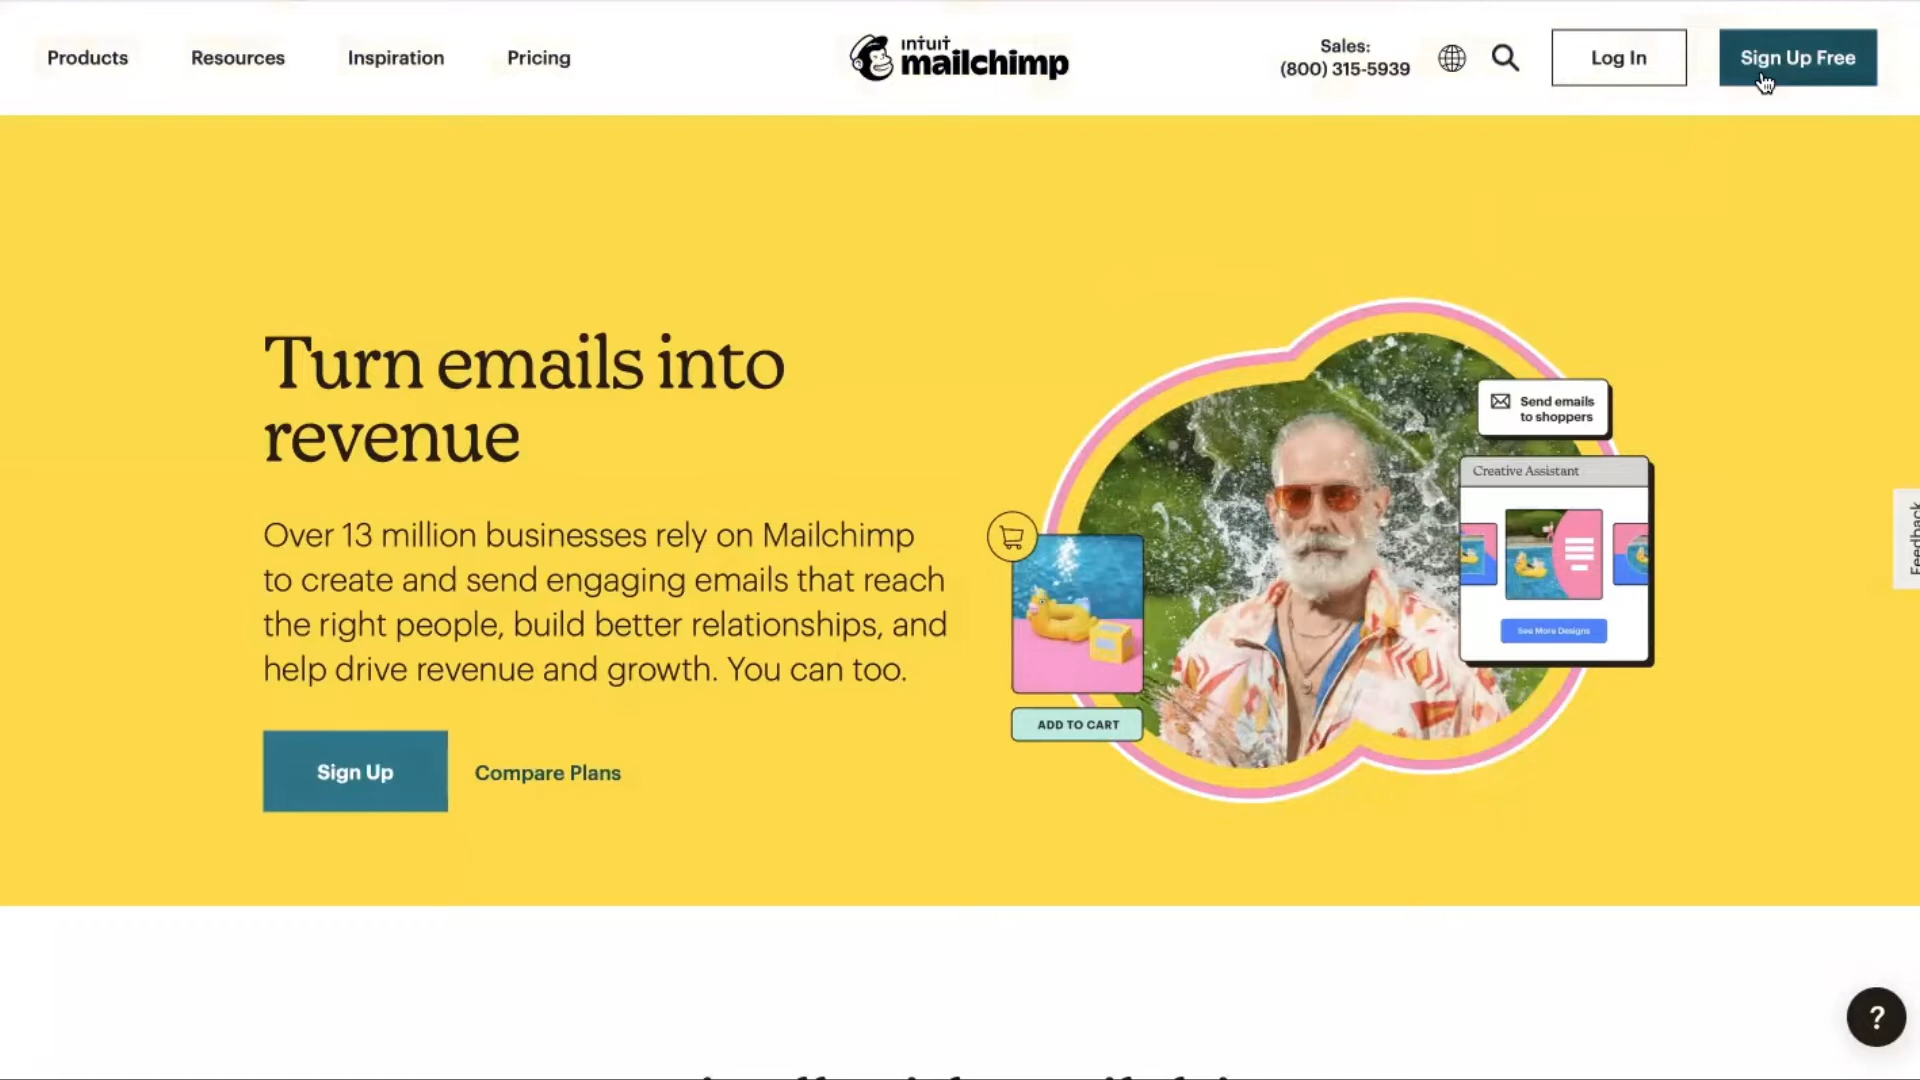 Products
Resources
Inspiration
Pricing
intuit
mailchimp
Sales:
(800) 315-5939
Log In
Sign Up Free
Turn emails into
revenue
Over 13 million businesses rely on Mailchimp
to create and send engaging emails that reach
the right people, build better relationships, and
help drive revenue and growth. You can too.
Sign Up
Compare Plans
Send emails
to shoppers
Creative Assistant
See More Designs
ADD TO CART
Feedback
?